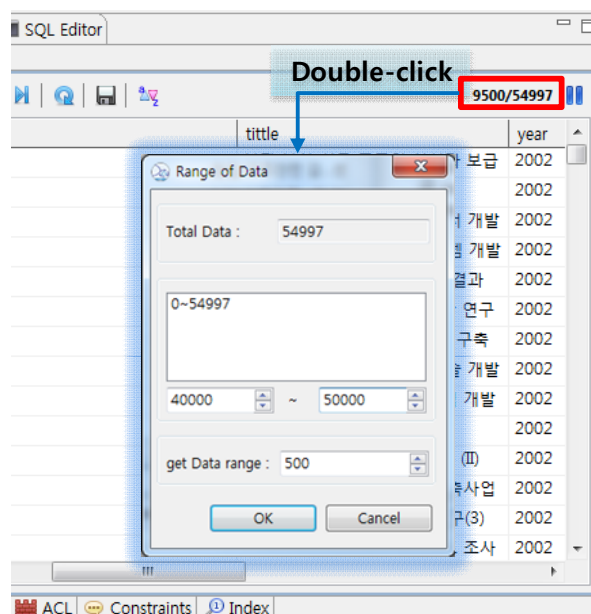 SQL Editor
Double-click
9500/54997
tittle year
보급 2002
2002
개발 2002
개발 2002
결과 2002
연구 2002
구축 2002
개발 2002
개발 2002
2002
(II) 2002
사업 2002
구(3) 2002
조사 2002
Range of Data
Total Data : 54997
0~54997
40000 ~ 50000
get Data range : 500
OK Cancel
ACL Constraints Index